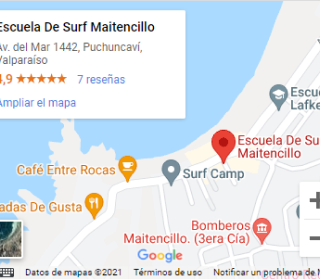 Escuela De Surf Maitencillo
Av. del Mar 1442, Puchuncaví,
Valparaíso
4,9 7 reseñas
Ampliar el mapa
Escue
Lafke
Escuela De Su
Maitencillo
Café Entre Rocas
Surf Camp
adas De Gusta
Bomberos
Maitencillo. (3era Cía)
Google
+
−
Datos de mapas ©2021 Términos de uso Notificar un problema de M